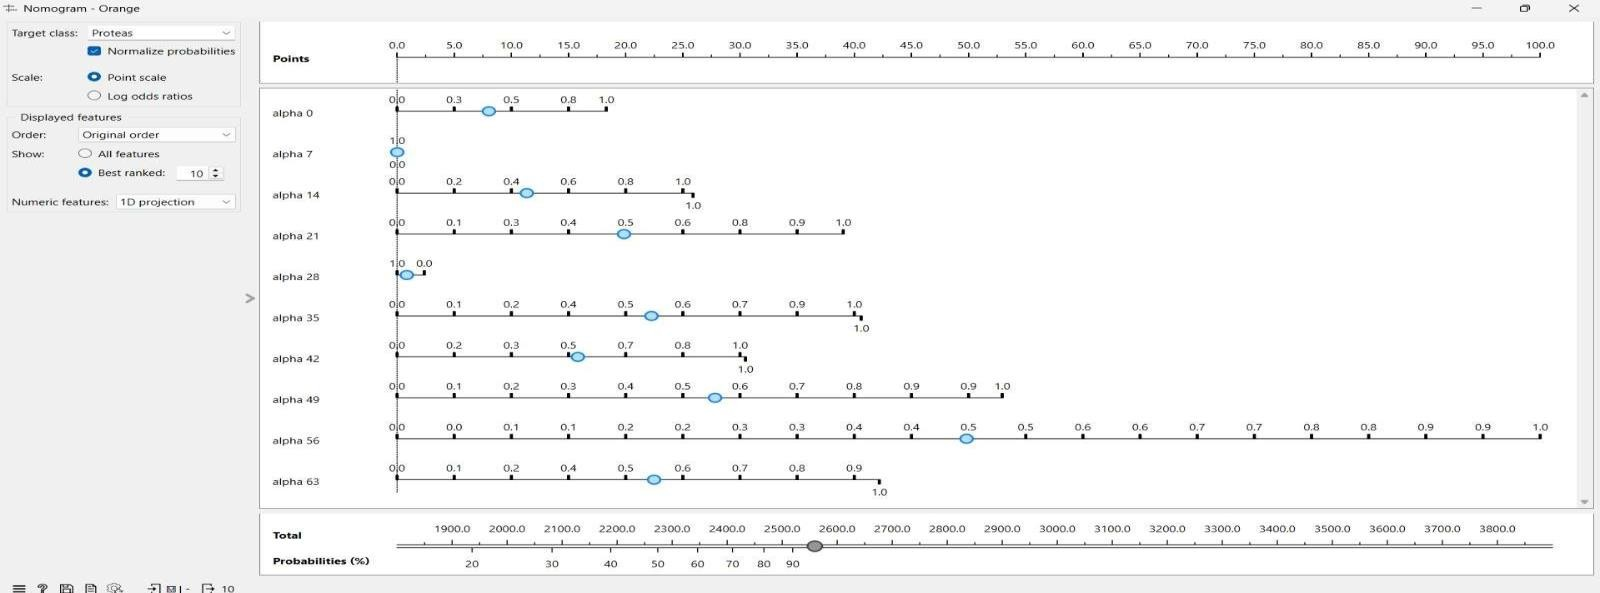 Nomogram - Orange
Target class: Proteas
Normalize probabilities
Scale: Point scale
Log odds ratios
Displayed features
Order: Original order
Show: All features
Best ranked: 10
Numeric features: 1D projection
>
Points 0.0 5.0 10.0 15.0 20.0 25.0 30.0 35.0 40.0 45.0 50.0 55.0 60.0 65.0 70.0 75.0 80.0 85.0 90.0 95.0 100.0
0.0 0.3 0.5 0.8 1.0
alpha 0
1.0
alpha 7
0.0
0.0 0.2 0.4 0.6 0.8 1.0
alpha 14
1.0
0.0 0.1 0.3 0.4 0.5 0.6 0.8 0.9 1.0
alpha 21
1.0 0.0
alpha 28
0.0 0.1 0.2 0.4 0.5 0.6 0.7 0.9 1.0
alpha 35
1.0
0.0 0.2 0.3 0.5 0.7 0.8 1.0
alpha 42
1.0
0.0 0.1 0.2 0.3 0.4 0.5 0.6 0.7 0.8 0.9 0.9 1.0
alpha 49
0.0 0.0 0.1 0.1 0.2 0.2 0.3 0.3 0.4 0.4 0.5 0.5 0.6 0.6 0.7 0.7 0.8 0.8 0.9 0.9 1.0
alpha 56
0.0 0.1 0.2 0.4 0.5 0.6 0.7 0.8 0.9
alpha 63
1.0
1900.0 2000.0 2100.0 2200.0 2300.0 2400.0 2500.0 2600.0 2700.0 2800.0 2900.0 3000.0 3100.0 3200.0 3300.0 3400.0 3500.0 3600.0 3700.0 3800.0
Total
Probabilities (%) 20 30 40 50 60 70 80 90
? - 10